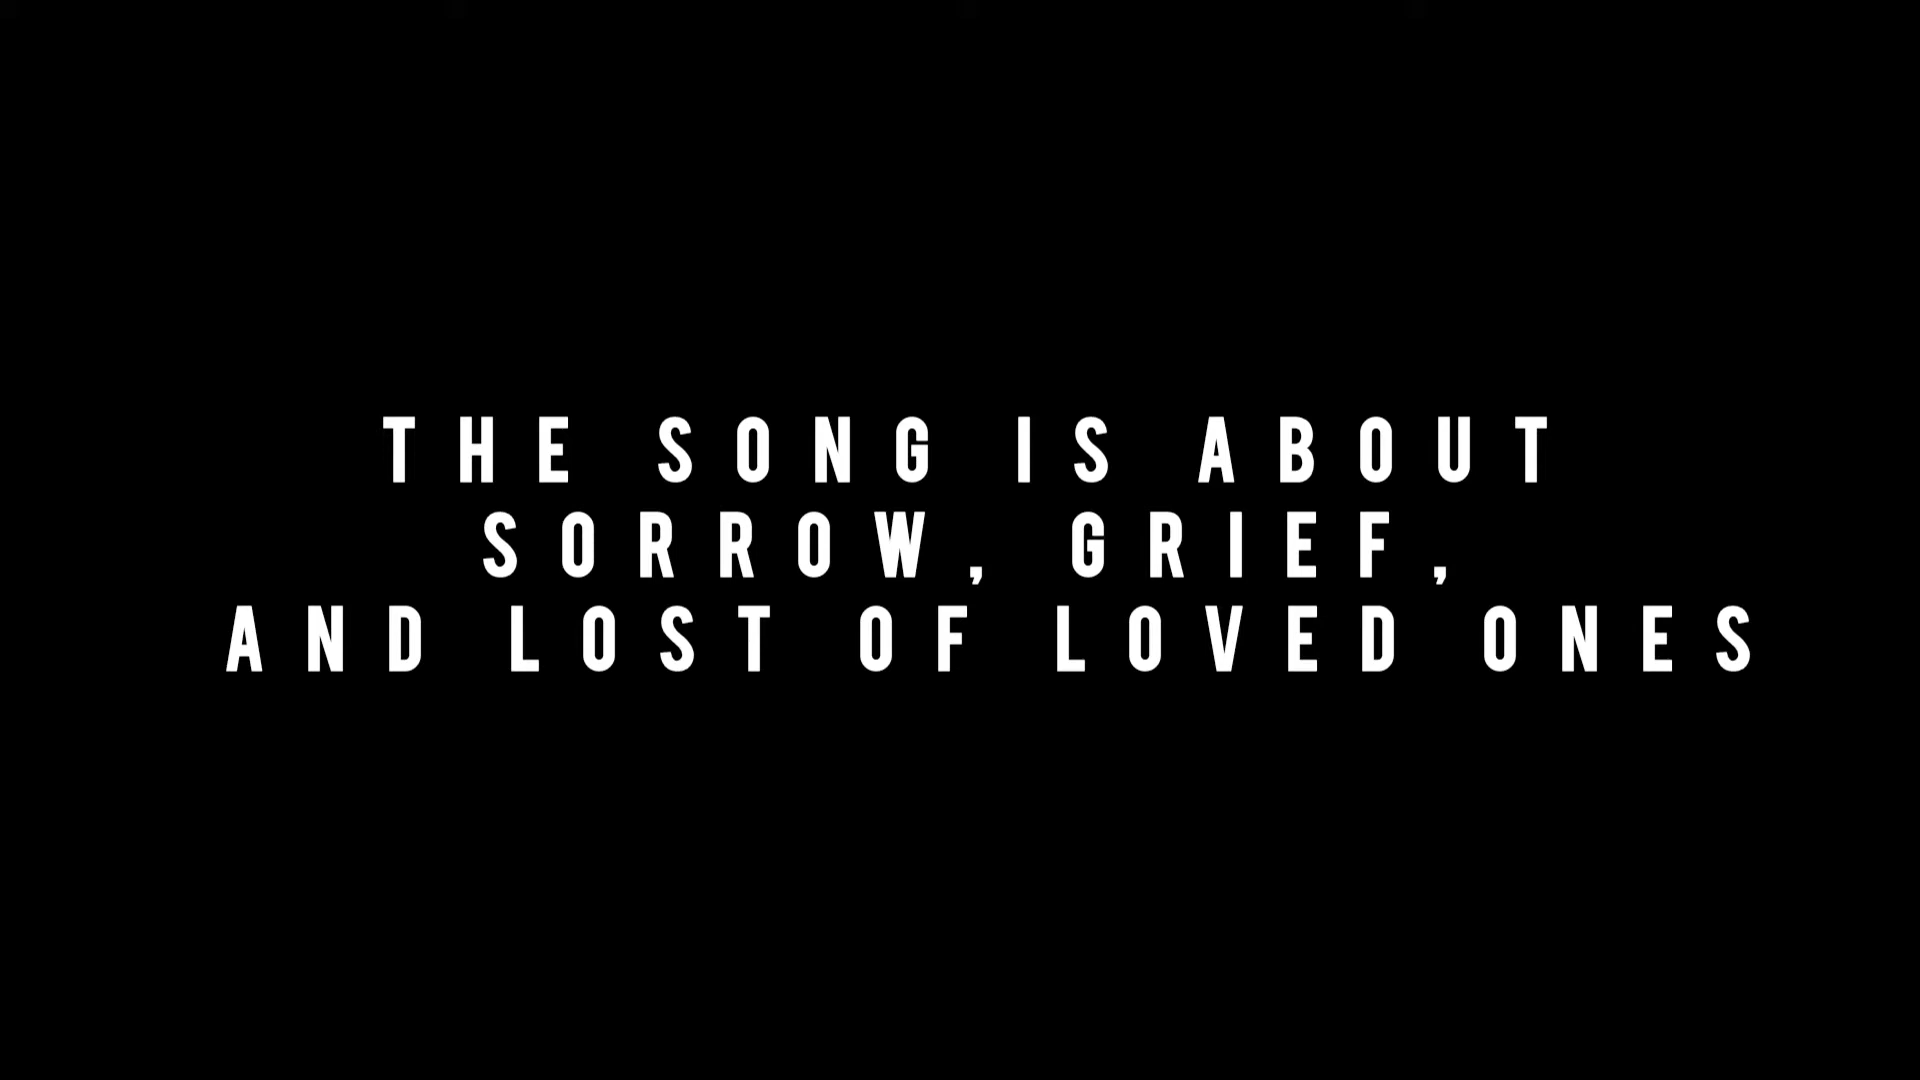 THE SONG IS ABOUT
SORROW, GRIEF,
AND LOST OF LOVED ONES